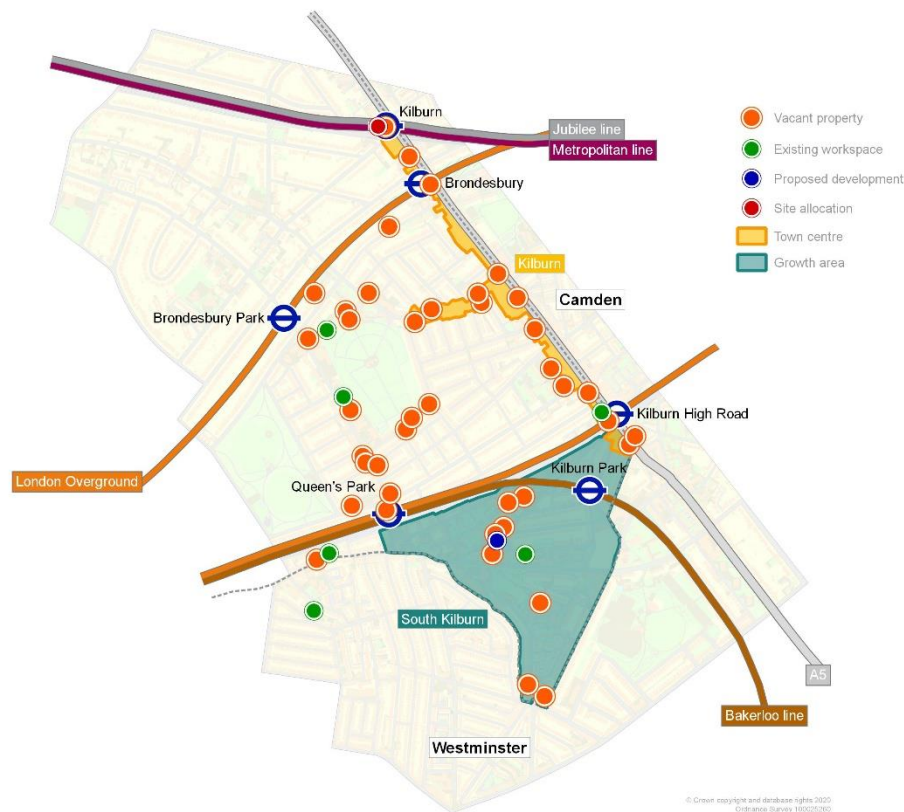 Kilburn
Jubilee line
Metropolitan line
Brondesbury
Vacant property
Existing workspace
Proposed development
Site allocation
Town centre
Growth area
Kilburn
Camden
Brondesbury Park
Kilburn High Road
London Overground
Kilburn Park
Queen's Park
South Kilburn
A5
Bakerloo line
Westminster
© Crown copyright and database rights 2020
Ordnance Survey 100025260